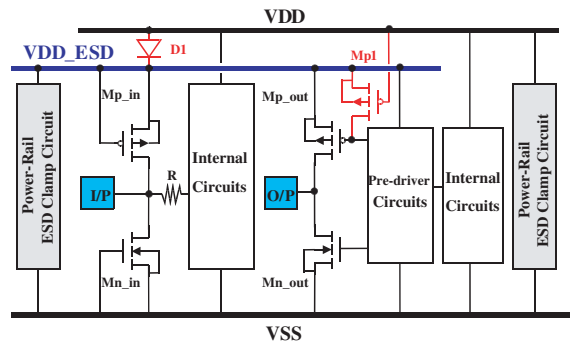 VDD
D1
VDD_ESD
Mp1
Mp_in
Mp_out
Power-Rail
ESD Clamp Circuit
Internal
Circuits
R
I/P
O/P
Pre-driver
Circuits
Internal
Circuits
Power-Rail
ESD Clamp Circuit
Mn_in
Mn_out
VSS